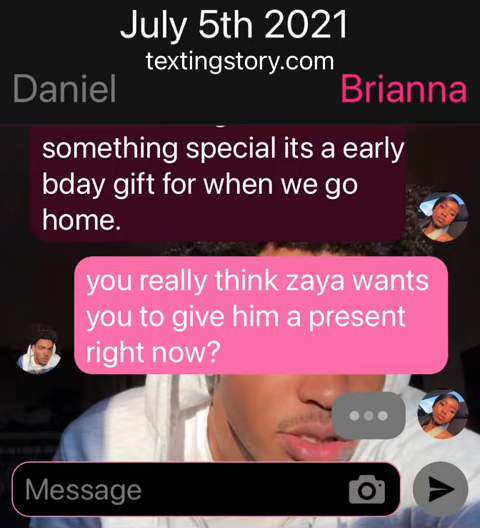 July 5th 2021
textingstory.com
Daniel
Brianna
something special its a early
bday gift for when we go
home.
you really think zaya wants
you to give him a present
right now?
Message